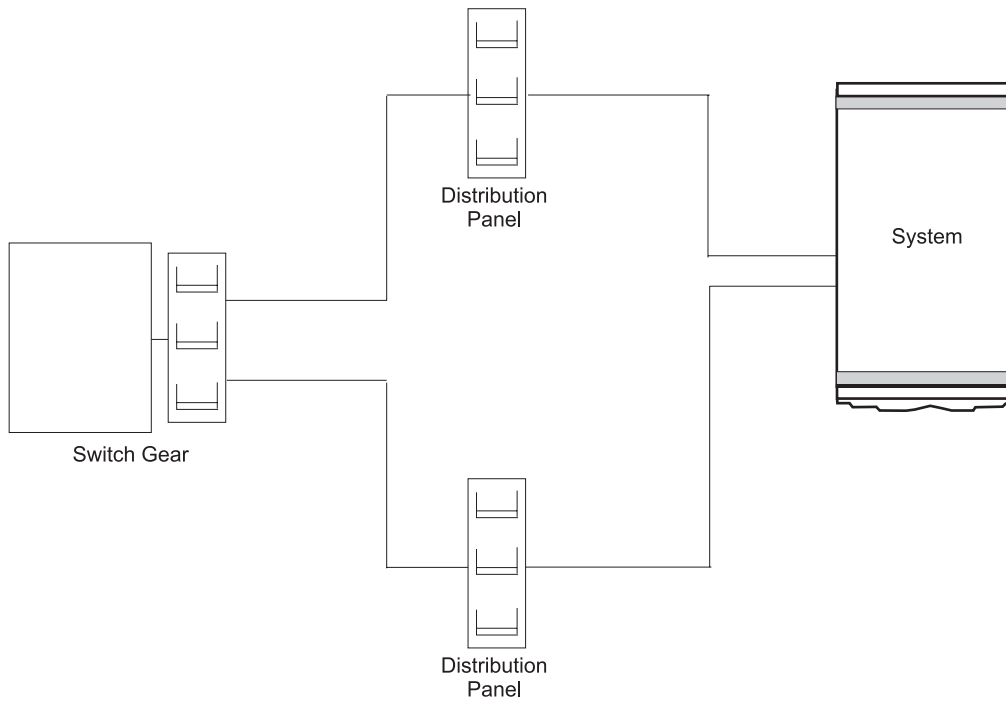 Distribution
Panel
System
Switch Gear
Distribution
Panel